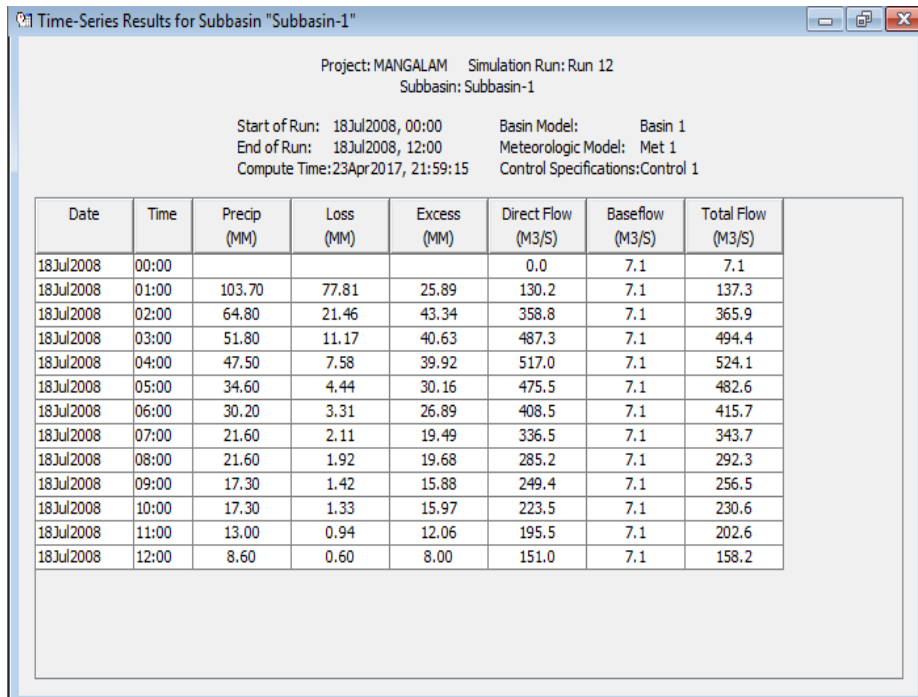 Time-Series Results for Subbasin "Subbasin-1"
Project: MANGALAM Simulation Run: Run 12
Subbasin: Subbasin-1
Start of Run: 18Jul2008, 00:00 Basin Model: Basin 1
End of Run: 18Jul2008, 12:00 Meteorologic Model: Met 1
Compute Time:23Apr2017, 21:59:15 Control Specifications:Control 1
Date Time Precip Loss Excess Direct Flow Baseflow Total Flow
(MM) (MM) (MM) (M3/S) (M3/S) (M3/S)
18Jul2008 00:00 0.0 7.1 7.1
18Jul2008 01:00 103.70 77.81 25.89 130.2 7.1 137.3
18Jul2008 02:00 64.80 21.46 43.34 358.8 7.1 365.9
18Jul2008 03:00 51.80 11.17 40.63 487.3 7.1 494.4
18Jul2008 04:00 47.50 7.58 39.92 517.0 7.1 524.1
18Jul2008 05:00 34.60 4.44 30.16 475.5 7.1 482.6
18Jul2008 06:00 30.20 3.31 26.89 408.5 7.1 415.7
18Jul2008 07:00 21.60 2.11 19.49 336.5 7.1 343.7
18Jul2008 08:00 21.60 1.92 19.68 285.2 7.1 292.3
18Jul2008 09:00 17.30 1.42 15.88 249.4 7.1 256.5
18Jul2008 10:00 17.30 1.33 15.97 223.5 7.1 230.6
18Jul2008 11:00 13.00 0.94 12.06 195.5 7.1 202.6
18Jul2008 12:00 8.60 0.60 8.00 151.0 7.1 158.2